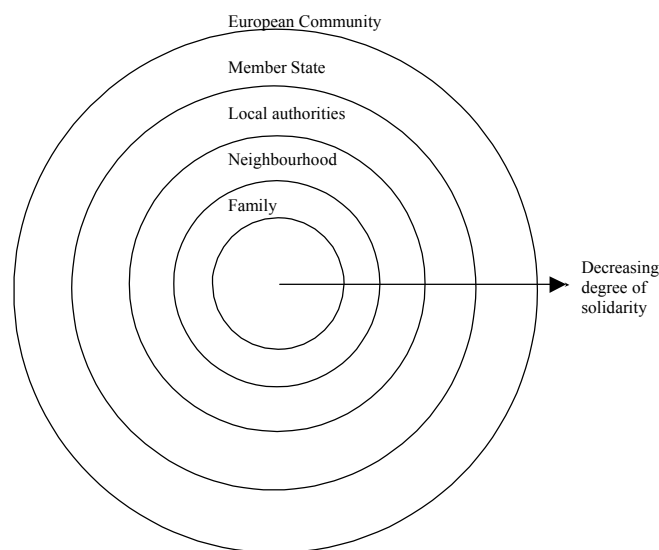 European Community
Member State
Local authorities
Neighbourhood
Family
Decreasing
degree of
solidarity